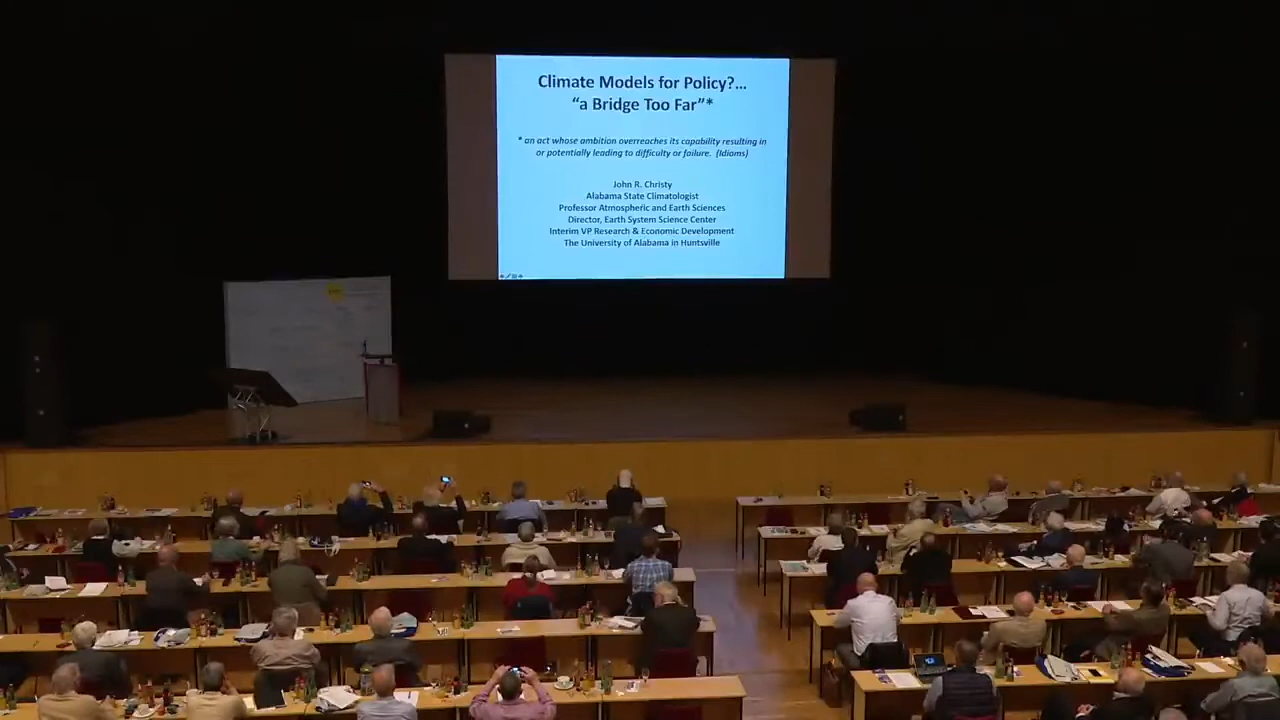 Climate Models for Policy?...
“a Bridge Too Far”*
* an act whose ambition overreaches its capability resulting in
or potentially leading to difficulty or failure. (Idioms)
John R. Christy
Alabama State Climatologist
Professor Atmospheric and Earth Sciences
Director, Earth System Science Center
Interim VP Research & Economic Development
The University of Alabama in Huntsville